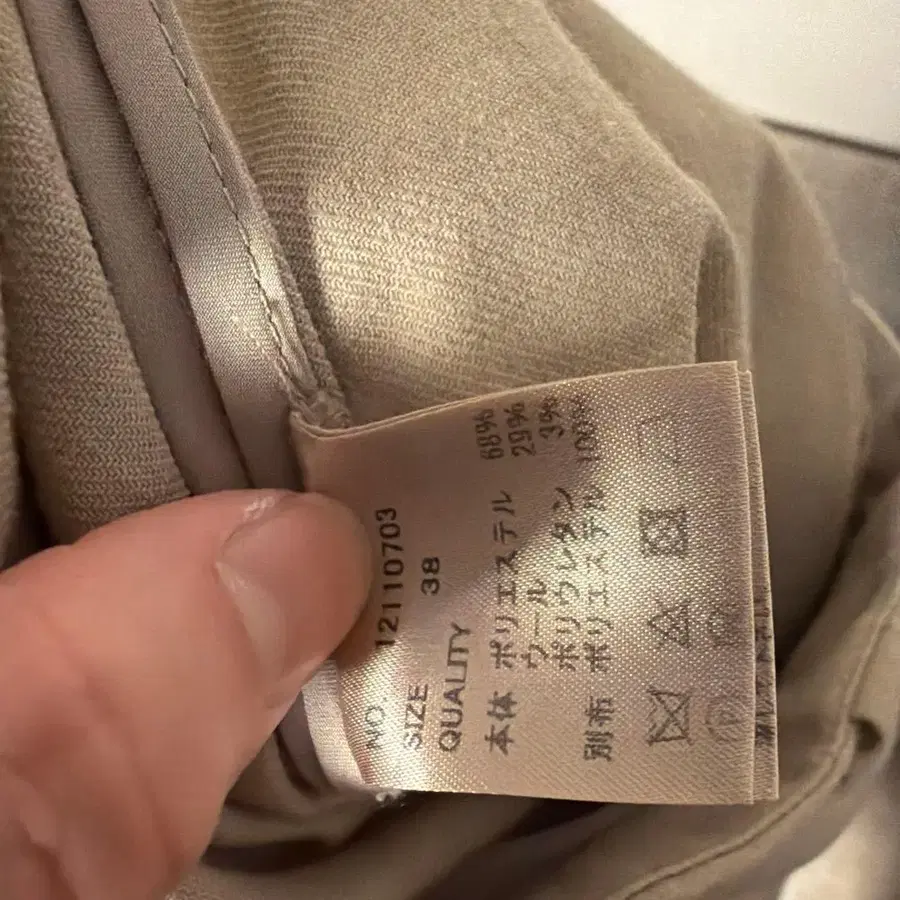 NO. 12110703
SIZE 38
QUALITY
本体 ポリエステル 68%
ウール 29%
ポリウレタン 3%
別布 ポリエステル 100%